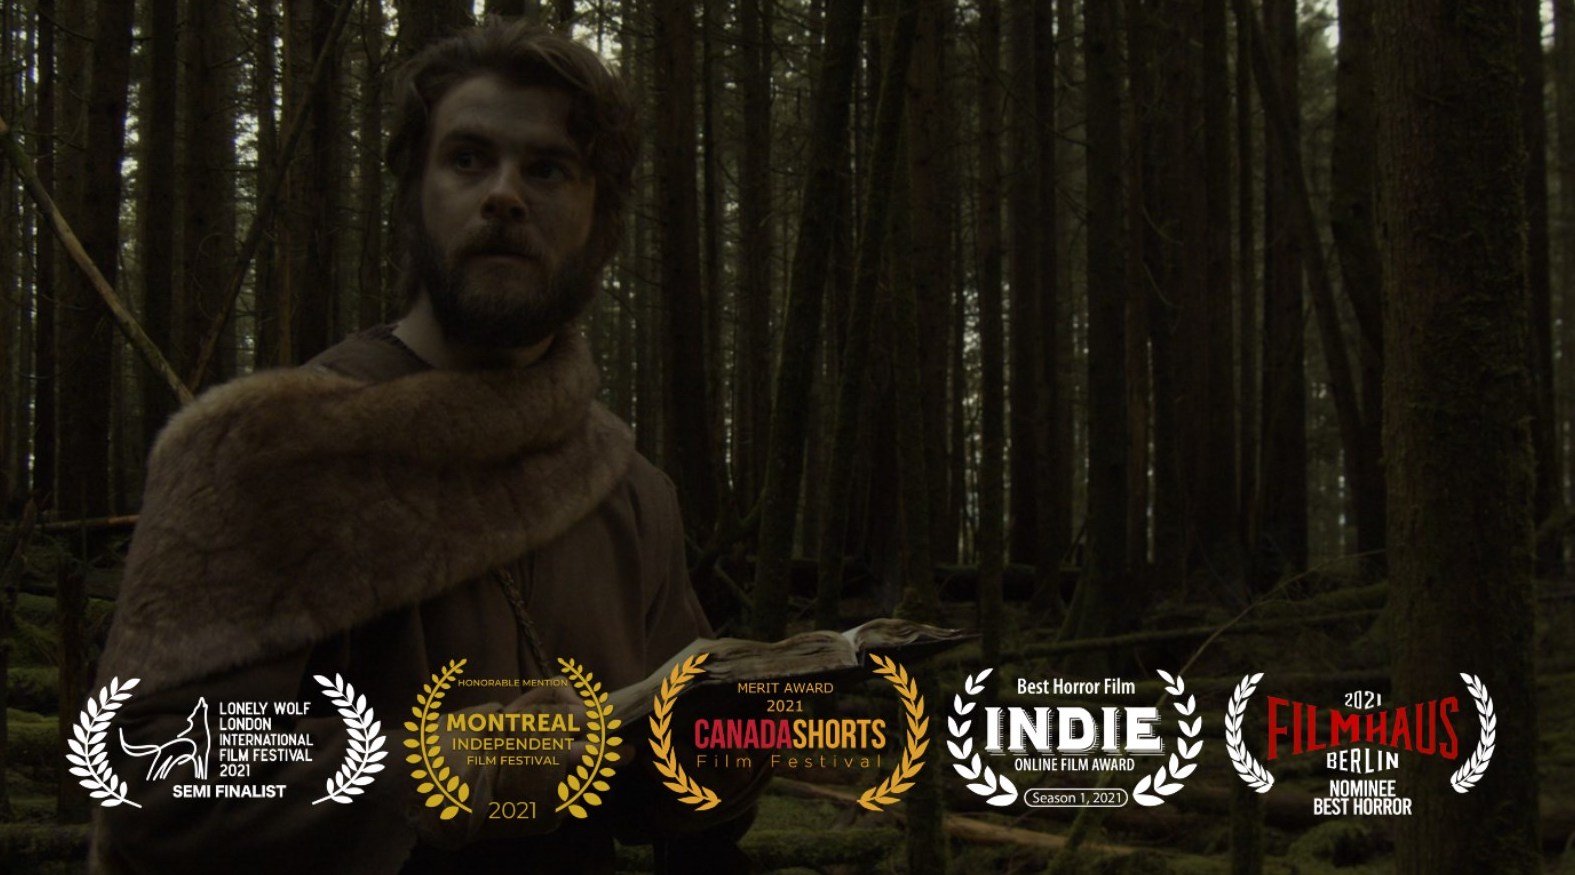 LONELY WOLF
LONDON
INTERNATIONAL
FILM FESTIVAL
2021
SEMI FINALIST
HONORABLE MENTION
MONTREAL
INDEPENDENT
FILM FESTIVAL
2021
MERIT AWARD
2021
CANADASHORTS
Film Festival
Best Horror Film
INDIE
ONLINE FILM AWARD
Season 1, 2021
2021
FILMHAUS
BERLIN
NOMINEE
BEST HORROR